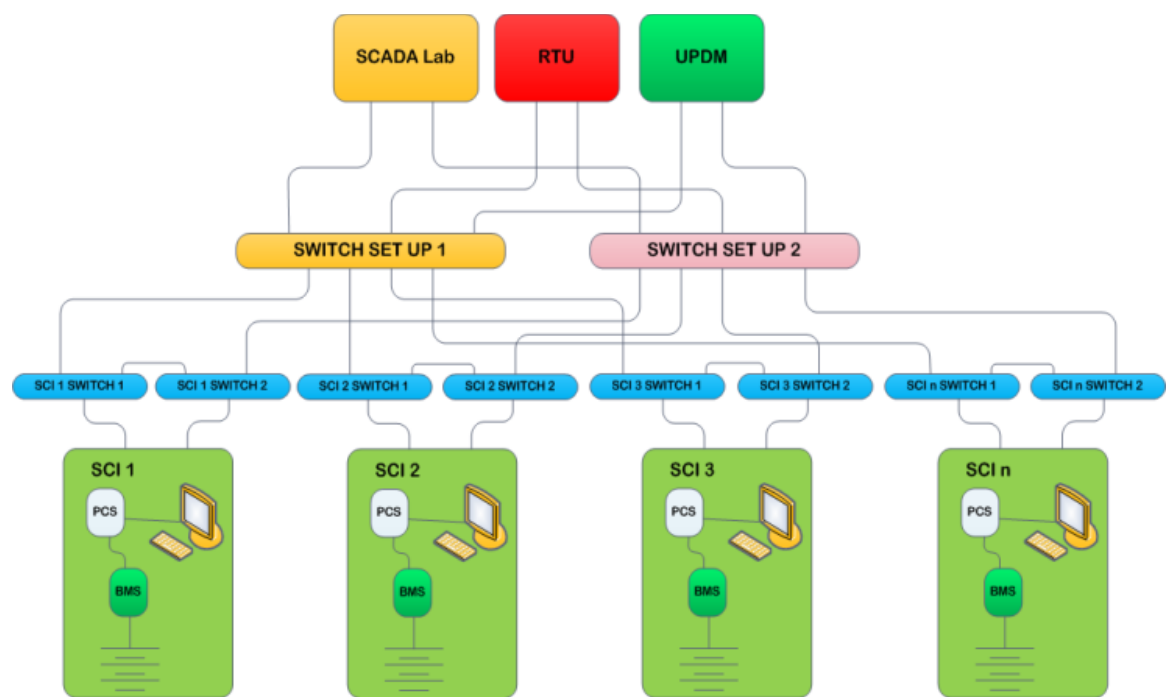 SCADA Lab
RTU
UPDM
SWITCH SET UP 1
SWITCH SET UP 2
SCI 1 SWITCH 1
SCI 1 SWITCH 2
SCI 2 SWITCH 1
SCI 2 SWITCH 2
SCI 3 SWITCH 1
SCI 3 SWITCH 2
SCI n SWITCH 1
SCI n SWITCH 2
SCI 1
PCS
BMS
SCI 2
PCS
BMS
SCI 3
PCS
BMS
SCI n
PCS
BMS